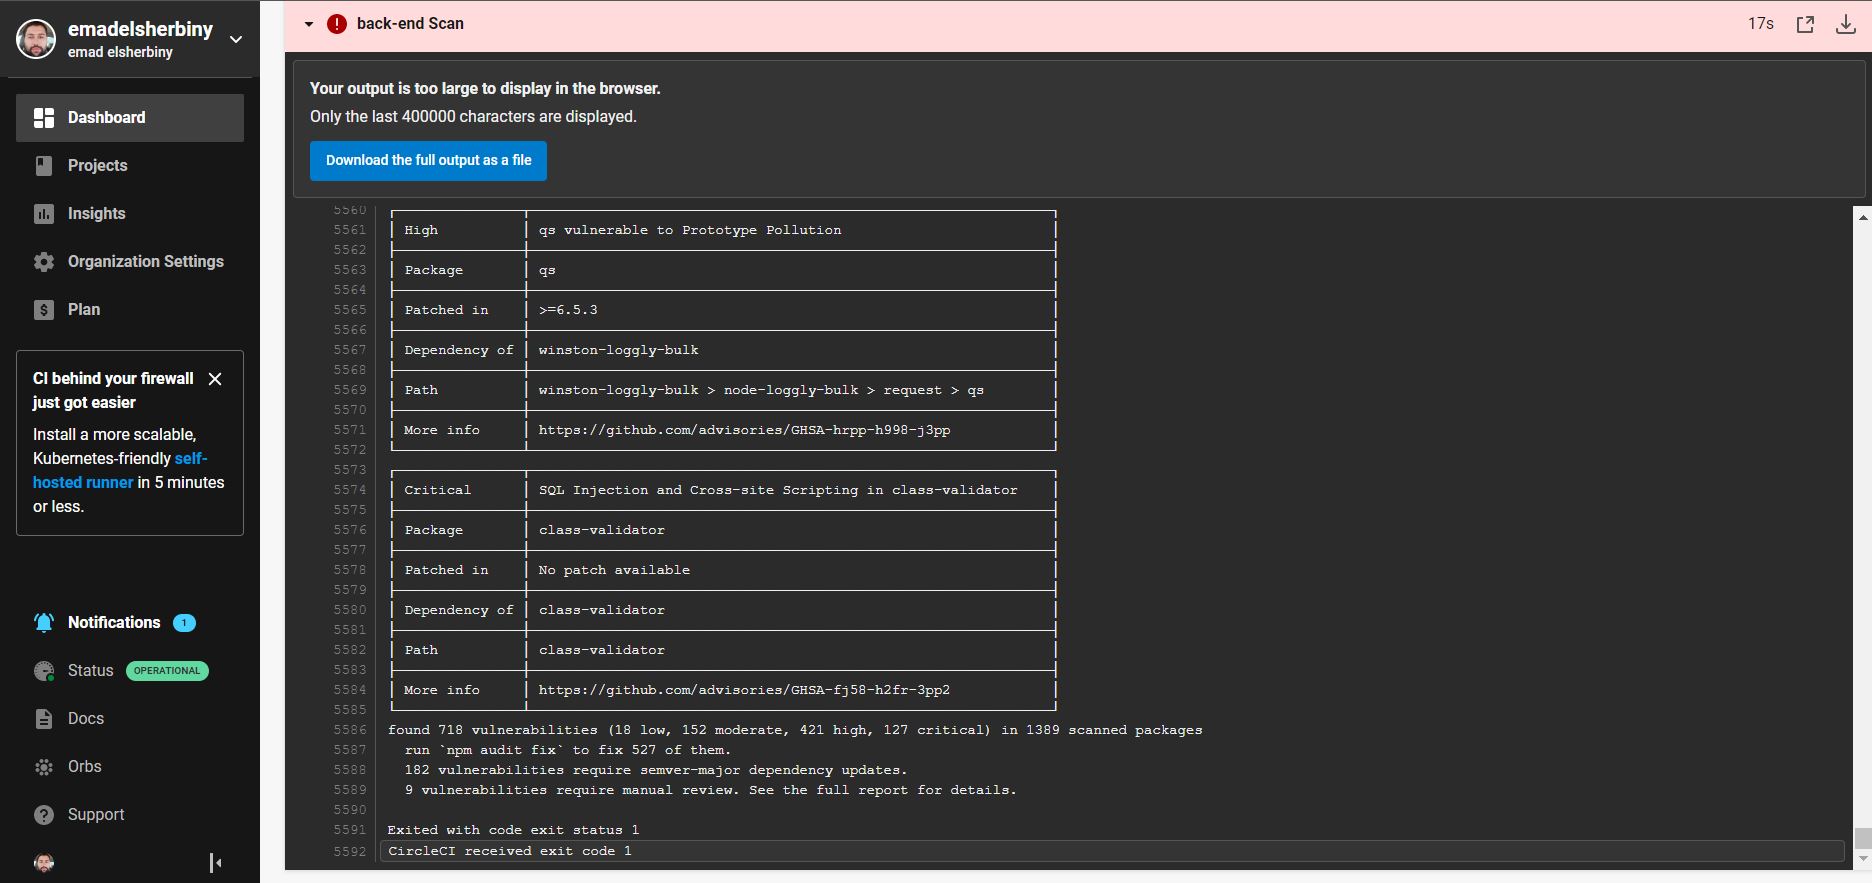 emadelsherbiny
emad elsherbiny
Dashboard
Projects
Insights
Organization Settings
Plan
CI behind your firewall
just got easier
Install a more scalable,
Kubernetes-friendly self-
hosted runner in 5 minutes
or less.
Notifications 1
Status OPERATIONAL
Docs
Orbs
Support
back-end Scan 17s
Your output is too large to display in the browser.
Only the last 400000 characters are displayed.
Download the full output as a file
5560
5561 High qs vulnerable to Prototype Pollution
5562
5563 Package qs
5564
5565 Patched in >=6.5.3
5566
5567 Dependency of winston-loggly-bulk
5568
5569 Path winston-loggly-bulk > node-loggly-bulk > request > qs
5570
5571 More info https://github.com/advisories/GHSA-hrpp-h998-j3pp
5572
5573
5574 Critical SQL Injection and Cross-site Scripting in class-validator
5575
5576 Package class-validator
5577
5578 Patched in No patch available
5579
5580 Dependency of class-validator
5581
5582 Path class-validator
5583
5584 More info https://github.com/advisories/GHSA-fj58-h2fr-3pp2
5585
5586 found 718 vulnerabilities (18 low, 152 moderate, 421 high, 127 critical) in 1389 scanned packages
5587 run `npm audit fix` to fix 527 of them.
5588 182 vulnerabilities require semver-major dependency updates.
5589 9 vulnerabilities require manual review. See the full report for details.
5590
5591 Exited with code exit status 1
5592 CircleCI received exit code 1